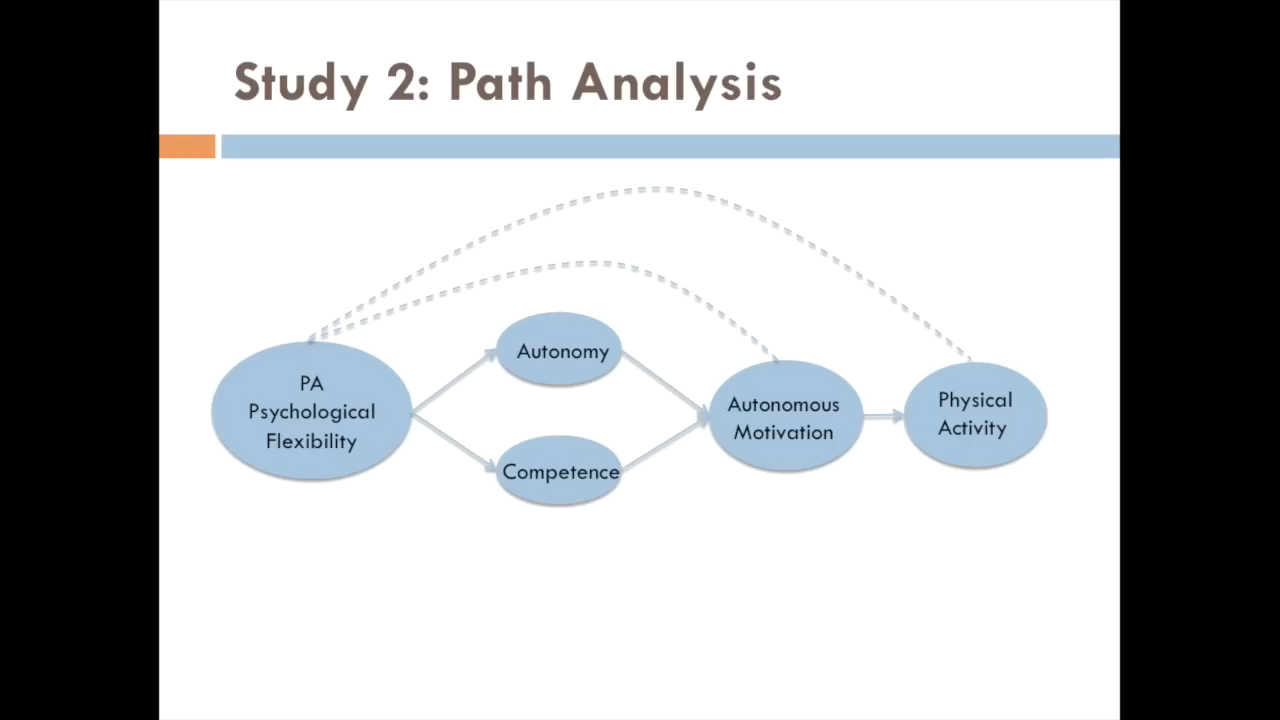 Study 2: Path Analysis
PA
Psychological
Flexibility
Autonomy
Competence
Autonomous
Motivation
Physical
Activity